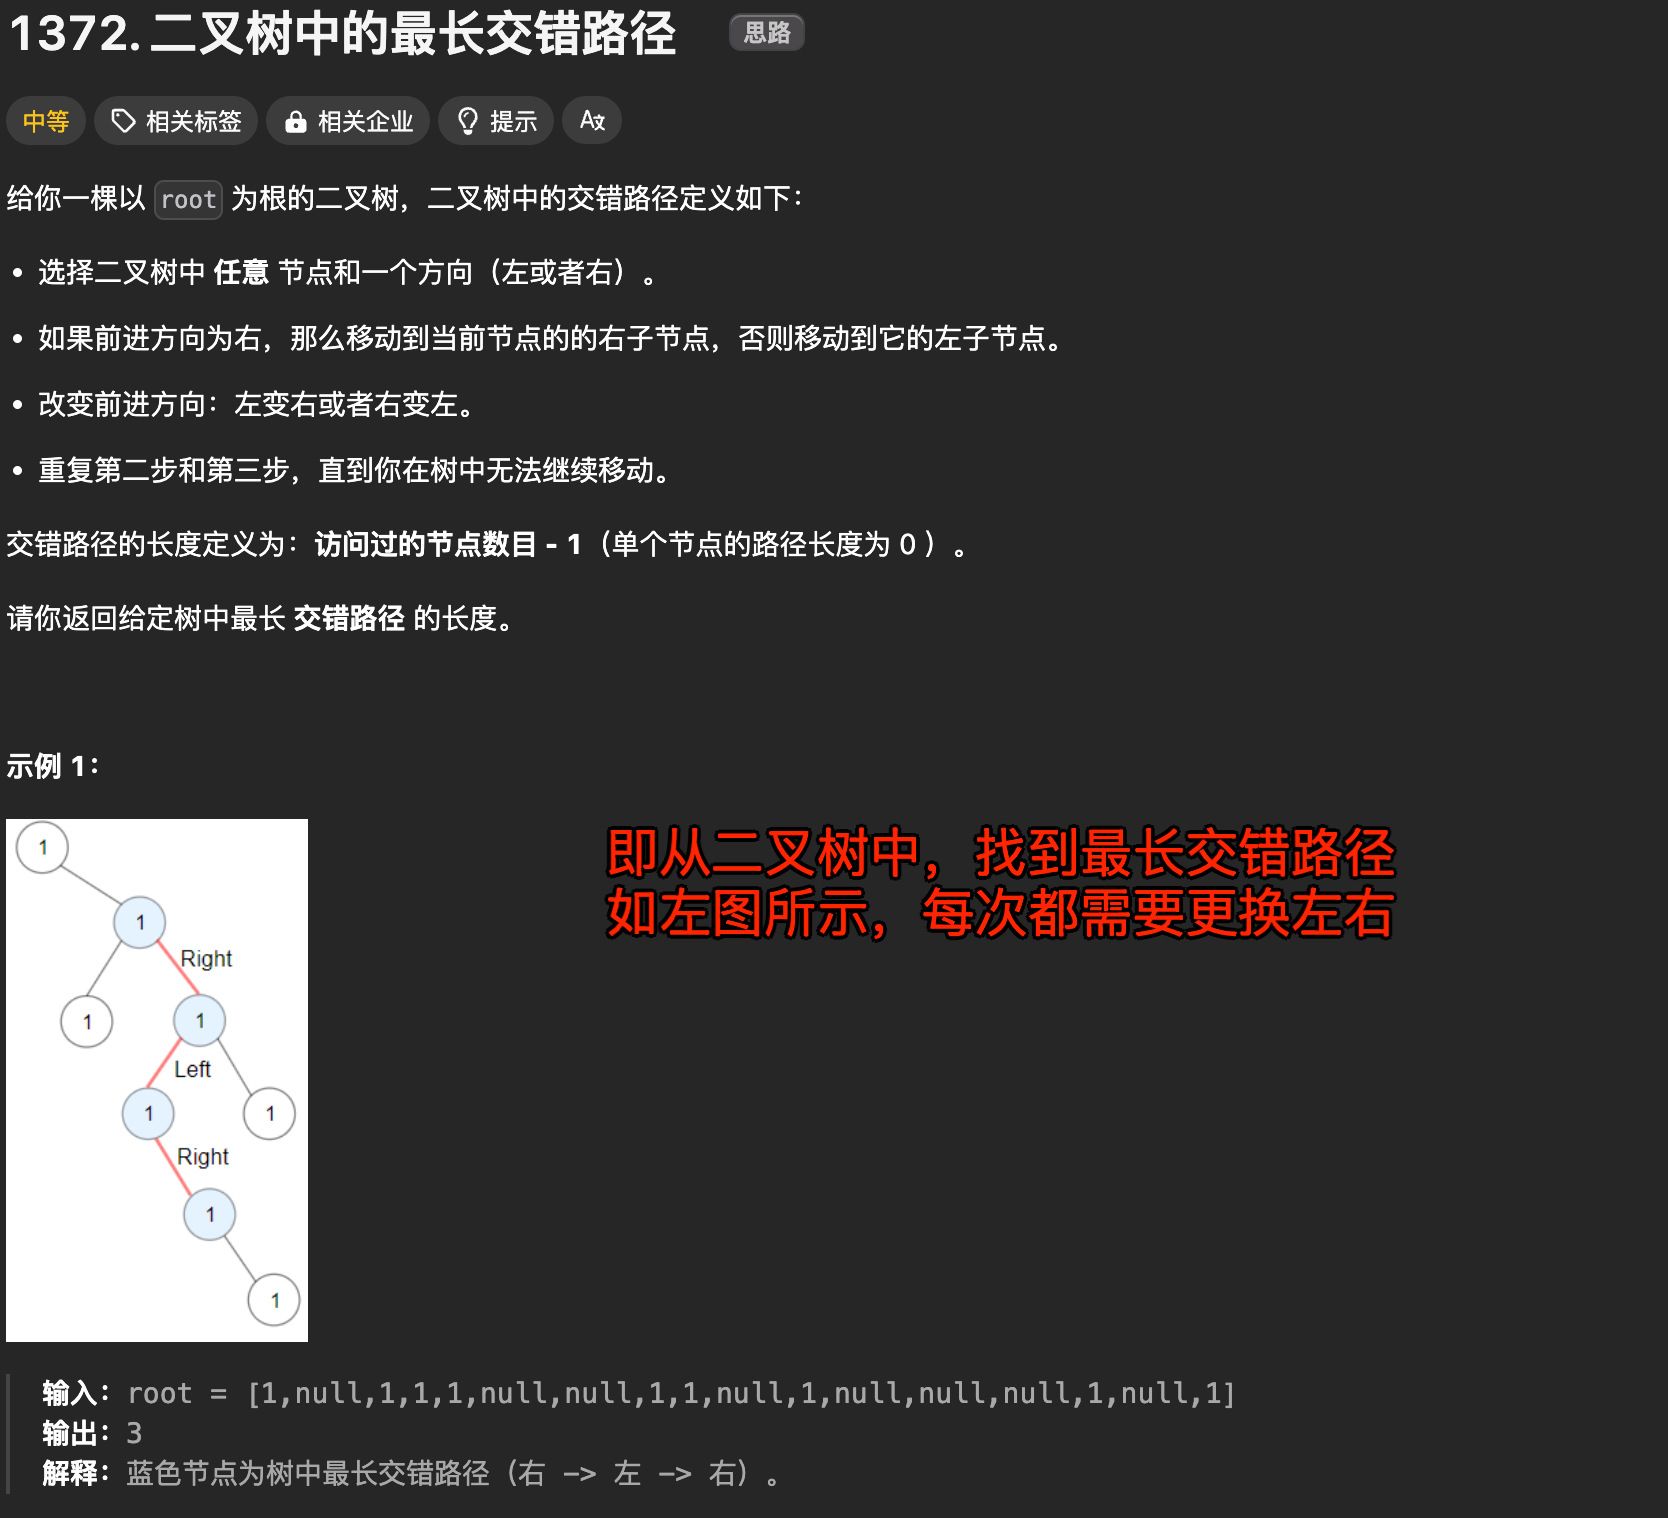 1372. 二叉树中的最长交错路径 思路
中等 相关标签 相关企业 提示 A文
给你一棵以 root 为根的二叉树，二叉树中的交错路径定义如下：
• 选择二叉树中 任意 节点和一个方向（左或者右）。
• 如果前进方向为右，那么移动到当前节点的的右子节点，否则移动到它的左子节点。
• 改变前进方向：左变右或者右变左。
• 重复第二步和第三步，直到你在树中无法继续移动。
交错路径的长度定义为：访问过的节点数目 - 1（单个节点的路径长度为 0 ）。
请你返回给定树中最长 交错路径 的长度。
示例 1：
即从二叉树中，找到最长交错路径
如左图所示，每次都需要更换左右
1
1
Right
1
1
Left
1
1
Right
1
1
输入：root = [1,null,1,1,1,null,null,1,1,null,1,null,null,null,1,null,1]
输出：3
解释：蓝色节点为树中最长交错路径（右 -> 左 -> 右）。